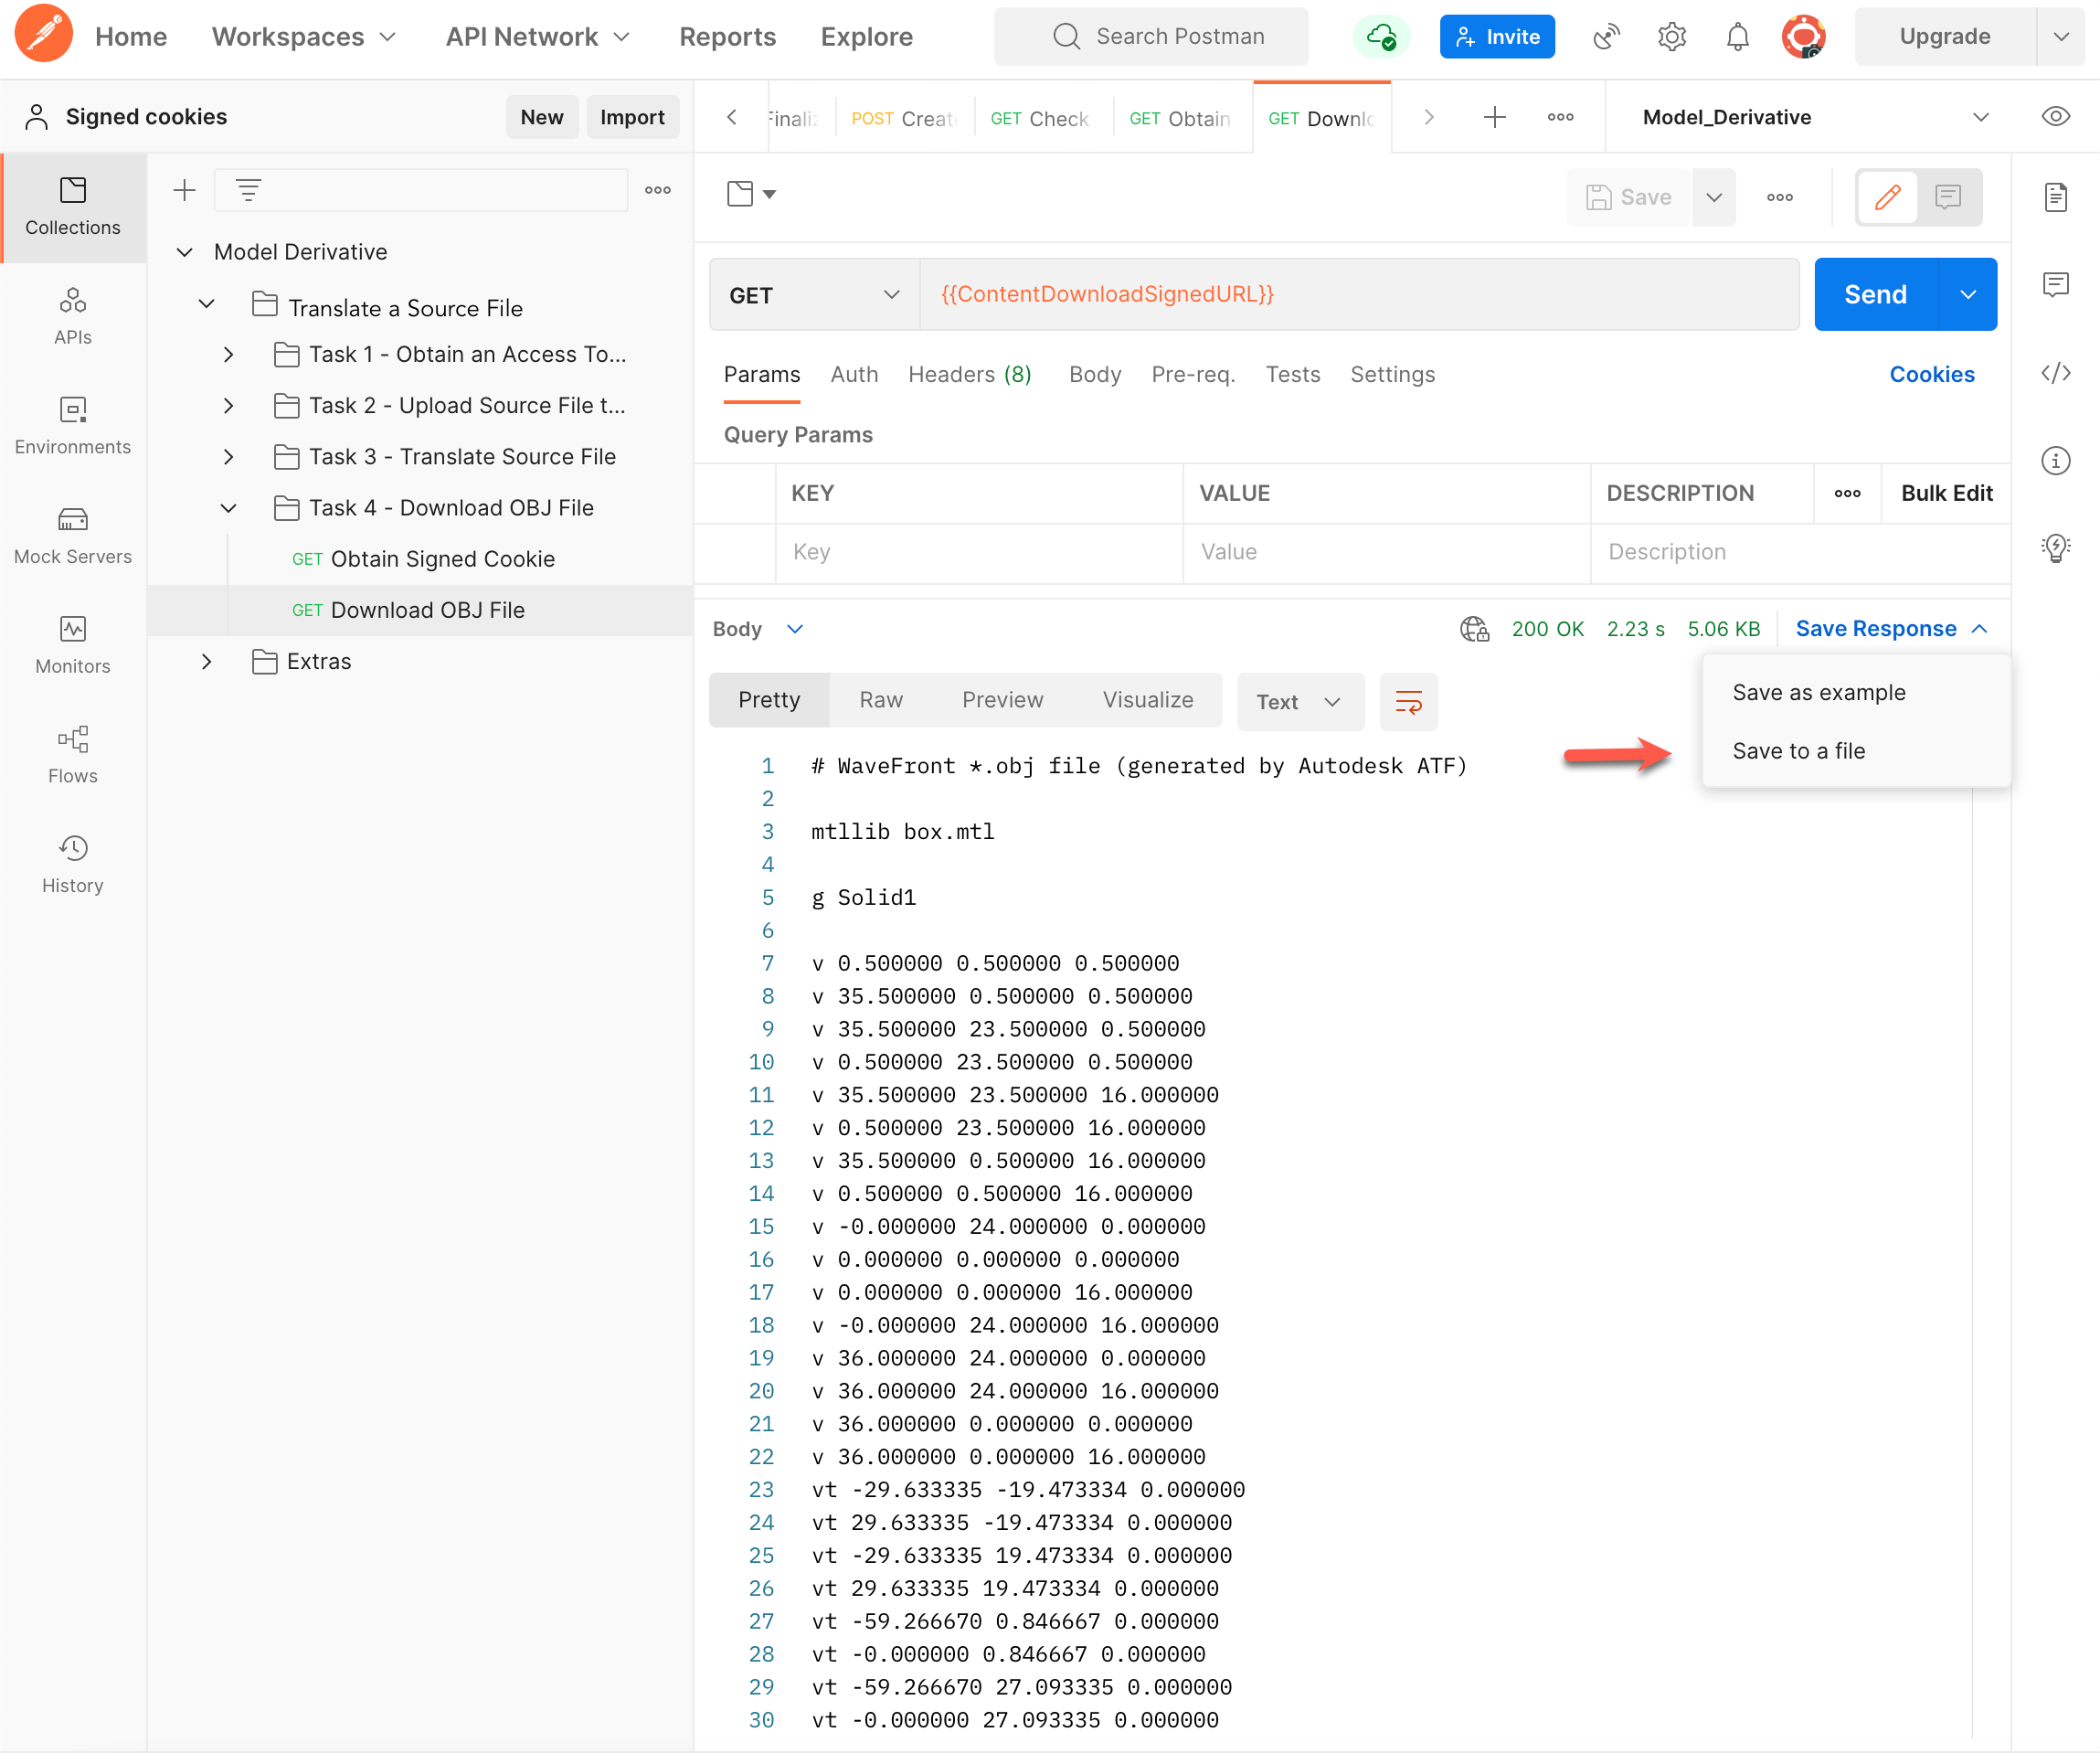 Home Workspaces API Network Reports Explore Search Postman Invite Upgrade
Signed cookies New Import
POST GET Check GET Obtain GET Model_Derivative
Collections
APIs
Environments
Mock Servers
Monitors
Flows
History
Model Derivative
Translate a Source File
Task 1 - Obtain an Access To...
Task 2 - Upload Source File t...
Task 3 - Translate Source File
Task 4 - Download OBJ File
GET Obtain Signed Cookie
GET Download OBJ File
Extras
Save
GET {{ContentDownloadSignedURL}} Send
Params Auth Headers (8) Body Pre-req. Tests Settings Cookies
Query Params
KEY VALUE DESCRIPTION Bulk Edit
Key Value Description
Body 200 OK 2.23 s 5.06 KB Save Response
Save as example
Save to a file
Pretty Raw Preview Visualize Text
1 # WaveFront *.obj file (generated by Autodesk ATF)
2
3 mtllib box.mtl
4
5 g Solid1
6
7 v 0.500000 0.500000 0.500000
8 v 35.500000 0.500000 0.500000
9 v 35.500000 23.500000 0.500000
10 v 0.500000 23.500000 0.500000
11 v 35.500000 23.500000 16.000000
12 v 0.500000 23.500000 16.000000
13 v 35.500000 0.500000 16.000000
14 v 0.500000 0.500000 16.000000
15 v -0.000000 24.000000 0.000000
16 v 0.000000 0.000000 0.000000
17 v 0.000000 0.000000 16.000000
18 v -0.000000 24.000000 16.000000
19 v 36.000000 24.000000 0.000000
20 v 36.000000 24.000000 16.000000
21 v 36.000000 0.000000 0.000000
22 v 36.000000 0.000000 16.000000
23 vt -29.633335 -19.473334 0.000000
24 vt 29.633335 -19.473334 0.000000
25 vt -29.633335 19.473334 0.000000
26 vt 29.633335 19.473334 0.000000
27 vt -59.266670 0.846667 0.000000
28 vt -0.000000 0.846667 0.000000
29 vt -59.266670 27.093335 0.000000
30 vt -0.000000 27.093335 0.000000